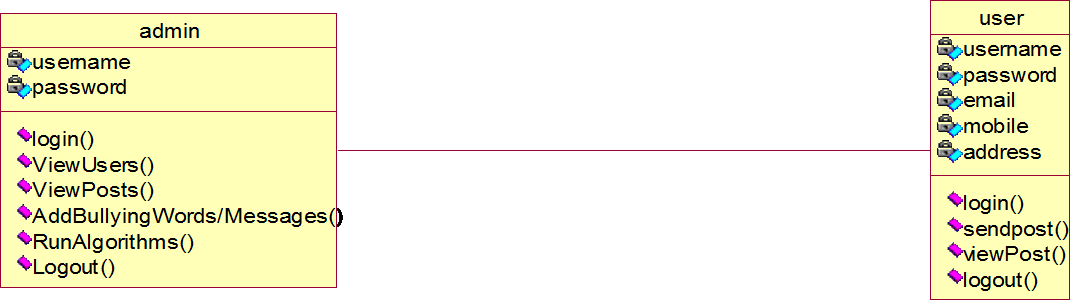 admin
username
password
login()
ViewUsers()
ViewPosts()
AddBullyingWords/Messages()
RunAlgorithms()
Logout()
user
username
password
email
mobile
address
login()
sendpost()
viewPost()
logout()